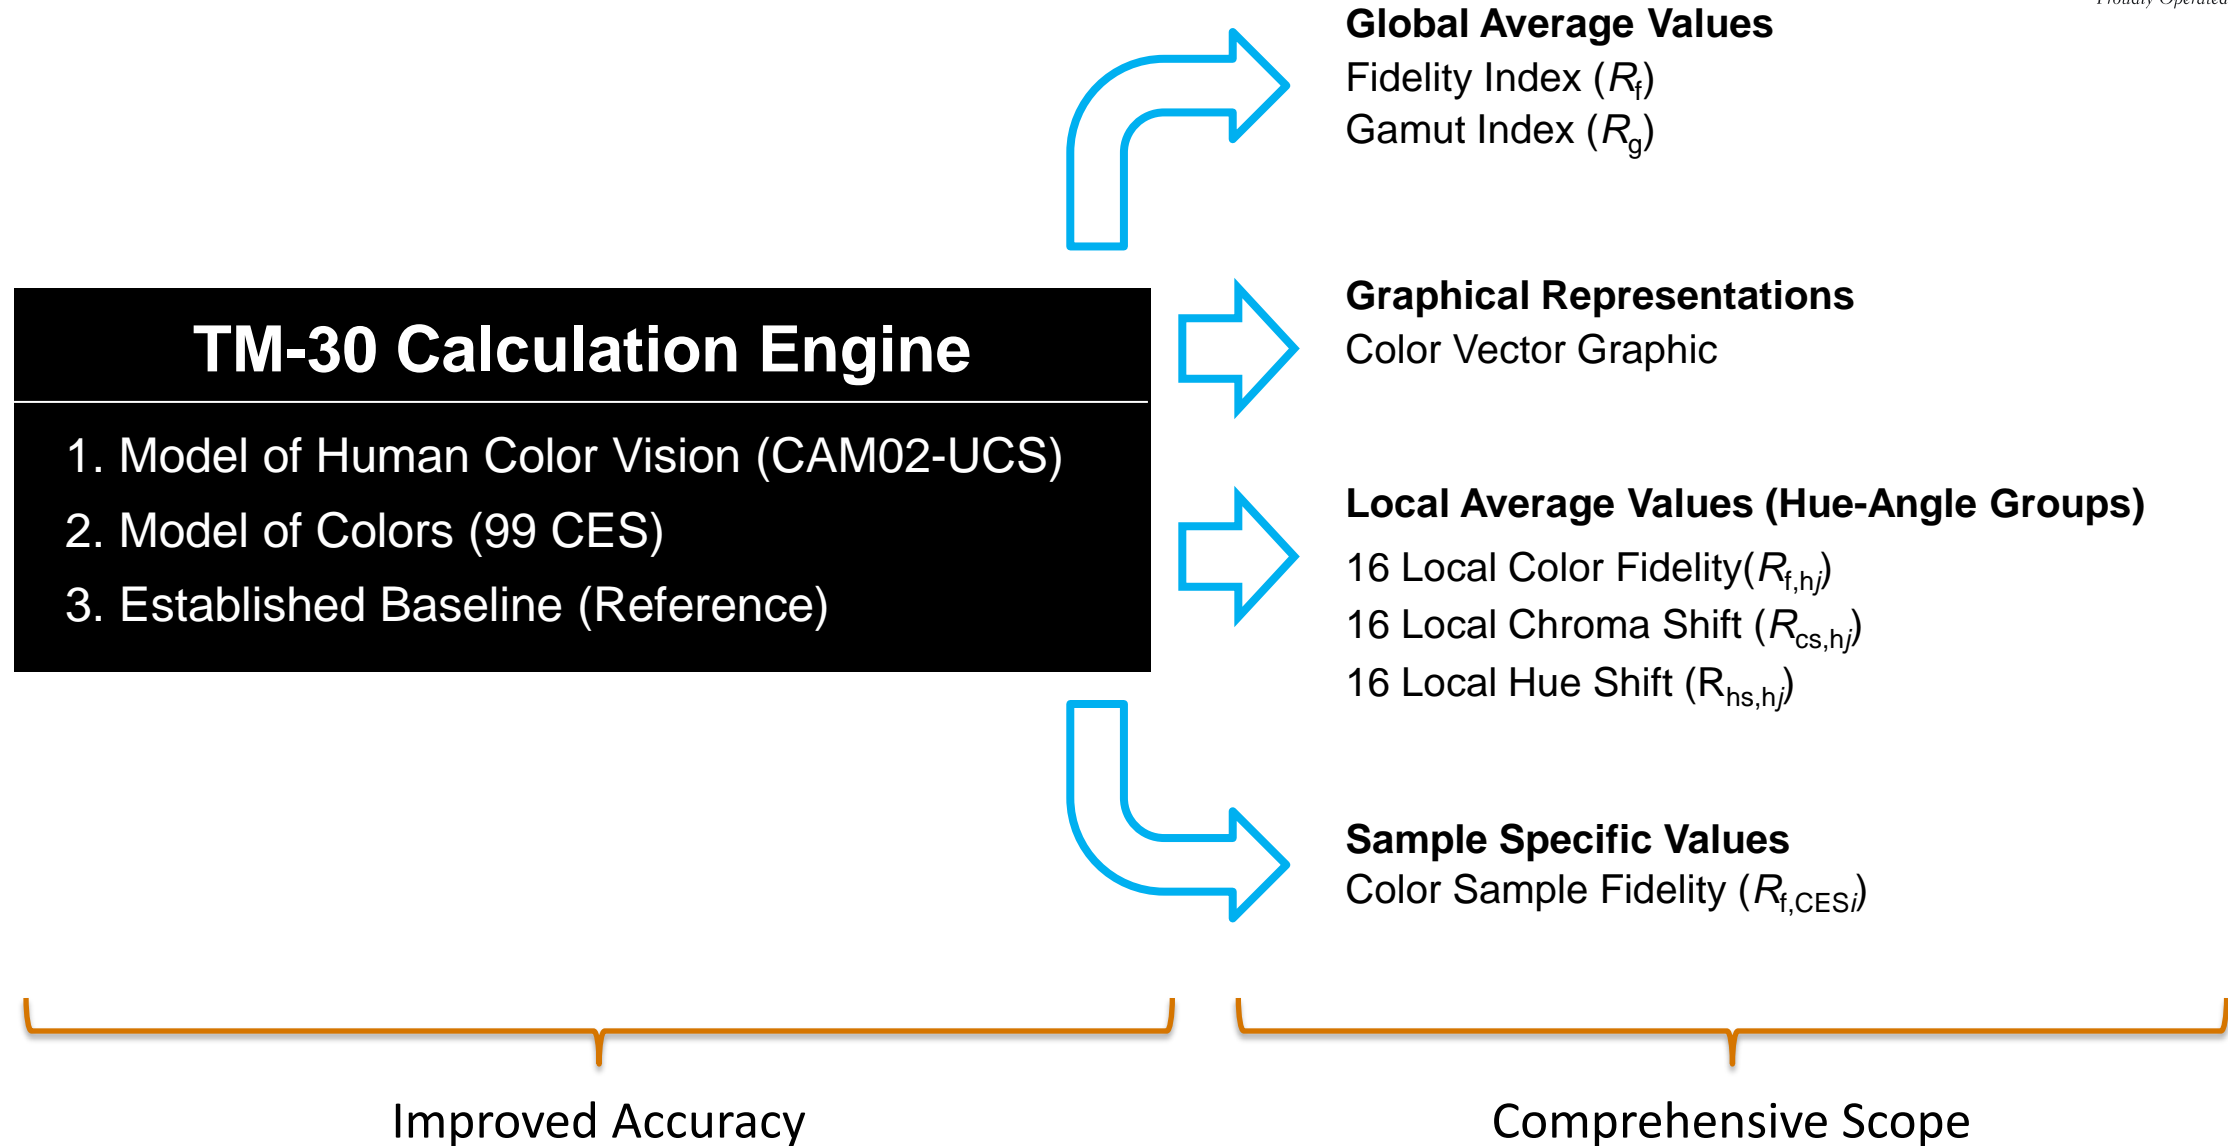 Proudly Operated
Global Average Values
Fidelity Index (Rf)
Gamut Index (Rg)
Graphical Representations
Color Vector Graphic
TM-30 Calculation Engine
1. Model of Human Color Vision (CAM02-UCS)
2. Model of Colors (99 CES)
3. Established Baseline (Reference)
Local Average Values (Hue-Angle Groups)
16 Local Color Fidelity(Rf,hj)
16 Local Chroma Shift (Rcs,hj)
16 Local Hue Shift (Rhs,hj)
Sample Specific Values
Color Sample Fidelity (Rf,CESi)
Improved Accuracy
Comprehensive Scope